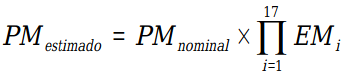 PM_estimado = PM_nominal × ∏_{i=1}^{17} EM_i